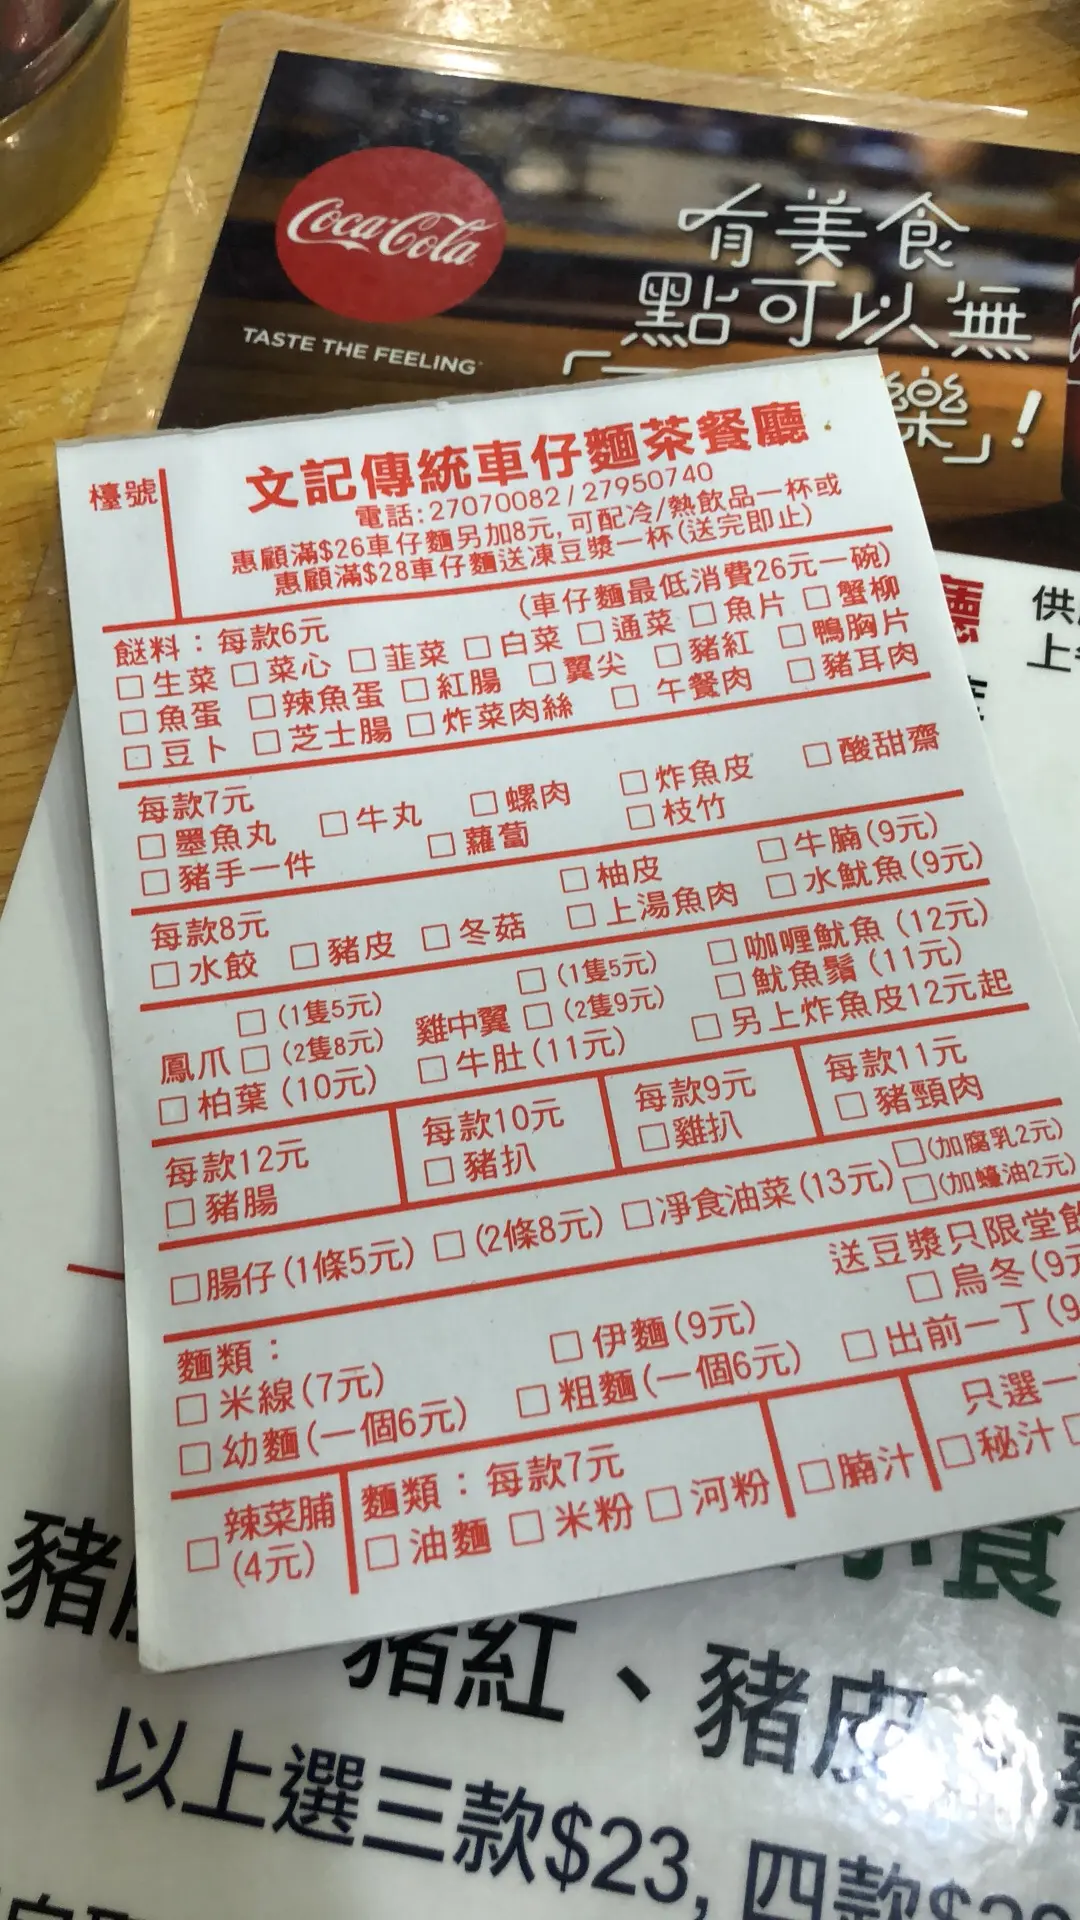 Coca-Cola
TASTE THE FEELING
有美食
點可以無
樂」!
檯號
文記傳統車仔麵茶餐廳
電話:27070082/27950740
惠顧滿$26車仔麵另加8元,可配冷/熱飲品一杯或
惠顧滿$28車仔麵送凍豆漿一杯(送完即止)
(車仔麵最低消費26元一碗)
餸料：每款6元
□生菜 □菜心 □韮菜 □白菜 □通菜 □魚片 □蟹柳
□魚蛋 □辣魚蛋 □紅腸 □翼尖 □豬紅 □鴨胸片
□豆卜 □芝士腸 □炸菜肉絲 □午餐肉 □豬耳肉
每款7元
□墨魚丸 □牛丸 □螺肉 □炸魚皮 □酸甜齋
□豬手一件 □蘿蔔 □枝竹
每款8元 □柚皮 □牛腩(9元)
□水餃 □豬皮 □冬菇 □上湯魚肉 □水魷魚(9元)
□(1隻5元) □(1隻5元) □咖喱魷魚(12元)
鳳爪□(2隻8元) 雞中翼□(2隻9元) □魷魚鬚(11元)
□柏葉(10元) □牛肚(11元) □另上炸魚皮12元起
每款12元 每款10元 每款9元 每款11元
□豬腸 □豬扒 □雞扒 □豬頸肉
□(加腐乳2元)
□腸仔(1條5元) □(2條8元) □淨食油菜(13元) □(加蠔油2元)
送豆漿只限堂飲
麵類： □伊麵(9元) □烏冬(9元
□米線(7元) □粗麵(一個6元) □出前一丁(9
□幼麵(一個6元)
□辣菜脯 麵類：每款7元 只選一
(4元) □油麵 □米粉 □河粉 □腩汁 □秘汁 □
供
上
食
豬 豬紅、豬皮
以上選三款$23,四款$2